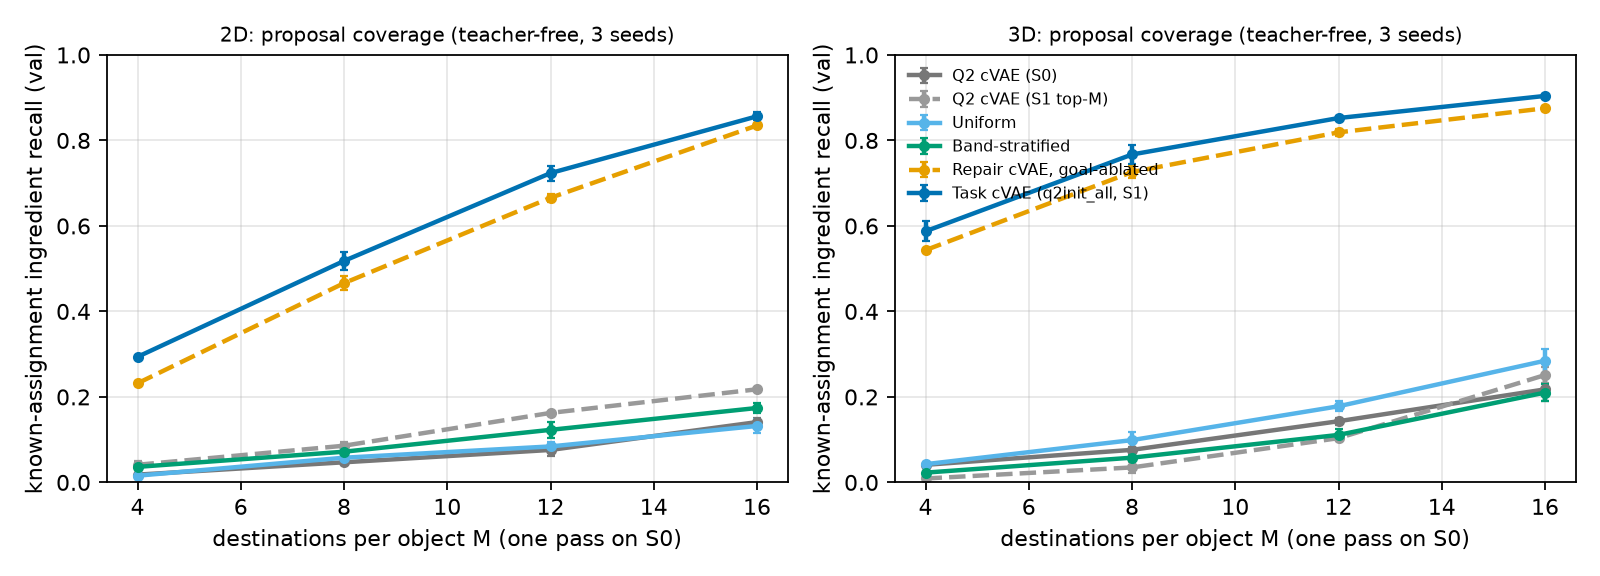 2D: proposal coverage (teacher-free, 3 seeds)
known-assignment ingredient recall (val)
1.0
0.8
0.6
0.4
0.2
0.0
4
6
8
10
12
14
16
destinations per object M (one pass on S0)
3D: proposal coverage (teacher-free, 3 seeds)
known-assignment ingredient recall (val)
1.0
0.8
0.6
0.4
0.2
0.0
Q2 cVAE (S0)
Q2 cVAE (S1 top-M)
Uniform
Band-stratified
Repair cVAE, goal-ablated
Task cVAE (q2init_all, S1)
4
6
8
10
12
14
16
destinations per object M (one pass on S0)